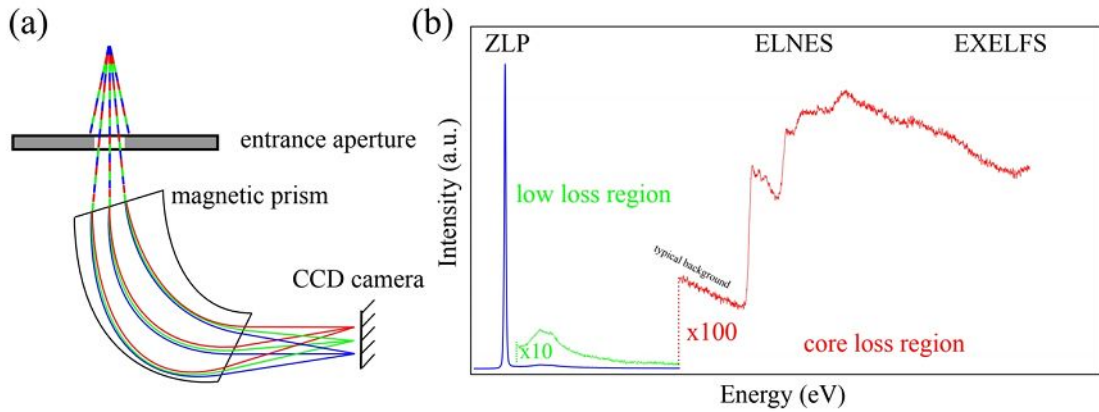 (a)
entrance aperture
magnetic prism
CCD camera
(b)
ZLP
ELNES
EXELFS
low loss region
typical background
x10
x100
core loss region
Intensity (a.u.)
Energy (eV)